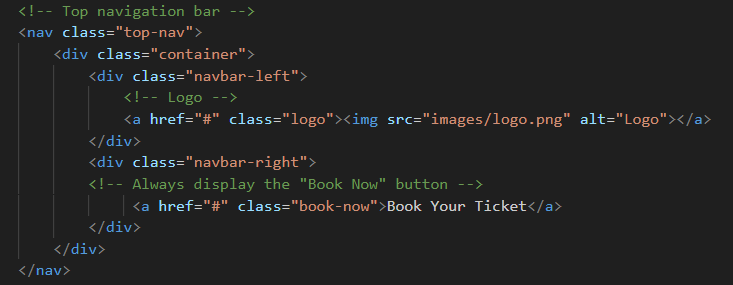 <!-- Top navigation bar -->
<nav class="top-nav">
    <div class="container">
        <div class="navbar-left">
            <!-- Logo -->
            <a href="#" class="logo"><img src="images/logo.png" alt="Logo"></a>
        </div>
        <div class="navbar-right">
        <!-- Always display the "Book Now" button -->
             <a href="#" class="book-now">Book Your Ticket</a>
        </div>
    </div>
</nav>